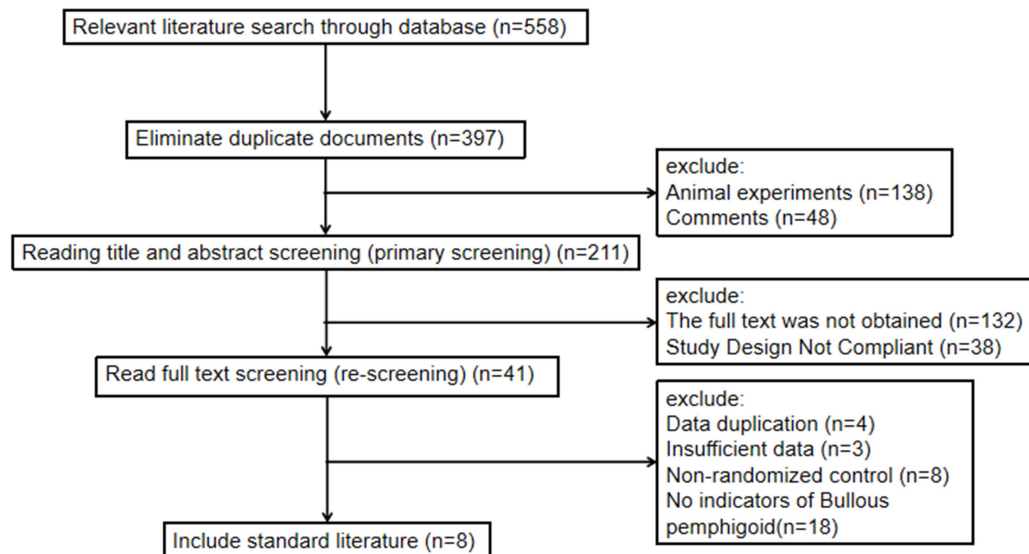 Relevant literature search through database (n=558)
Eliminate duplicate documents (n=397)
exclude:
Animal experiments (n=138)
Comments (n=48)
Reading title and abstract screening (primary screening) (n=211)
exclude:
The full text was not obtained (n=132)
Study Design Not Compliant (n=38)
Read full text screening (re-screening) (n=41)
exclude:
Data duplication (n=4)
Insufficient data (n=3)
Non-randomized control (n=8)
No indicators of Bullous
pemphigoid(n=18)
Include standard literature (n=8)